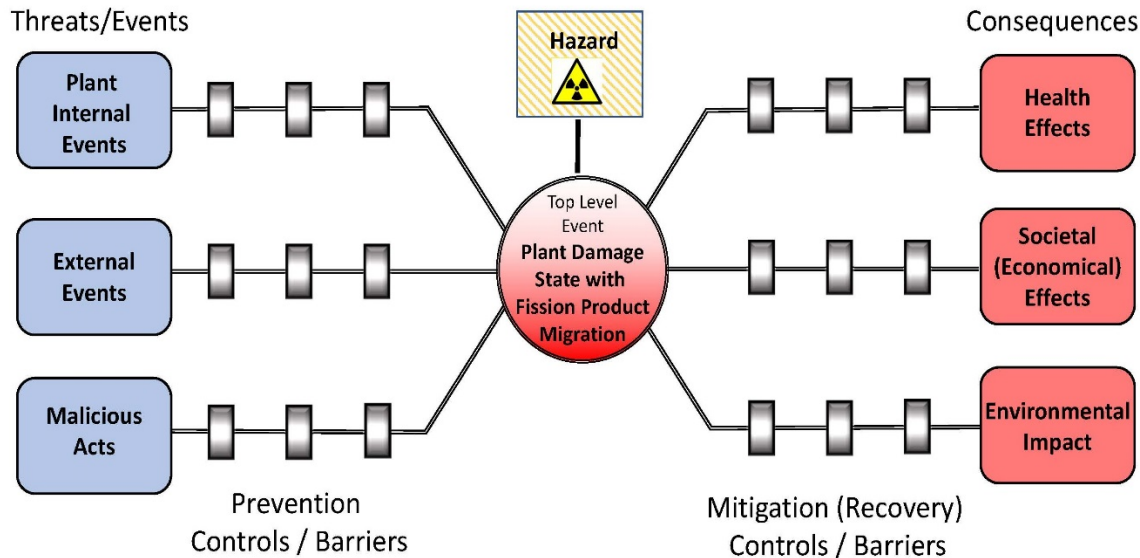 Threats/Events
Hazard
Consequences
Plant
Internal
Events
Health
Effects
Top Level
Event
Plant Damage
State with
Fission Product
Migration
External
Events
Societal
(Economical)
Effects
Malicious
Acts
Environmental
Impact
Prevention
Controls / Barriers
Mitigation (Recovery)
Controls / Barriers